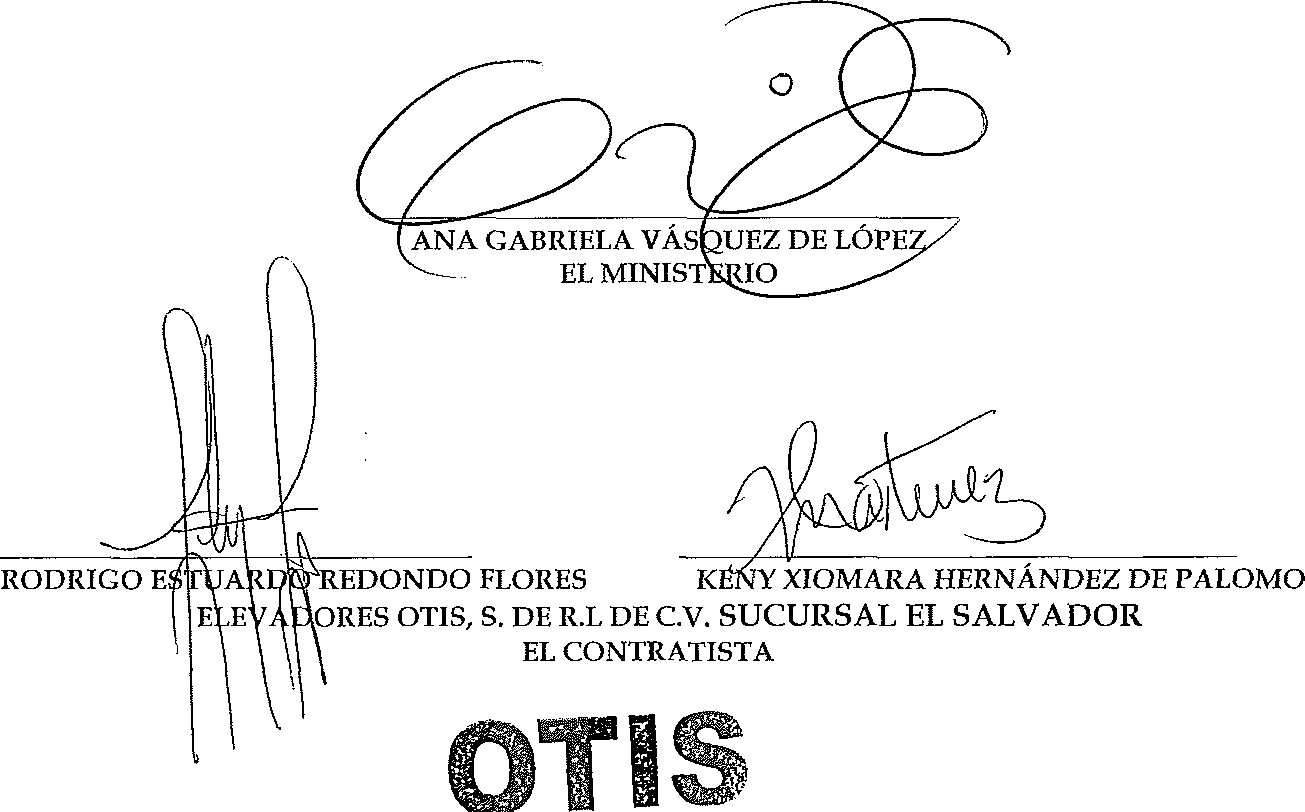 ANA GABRIELA VÁSQUEZ DE LÓPEZ
EL MINISTERIO
RODRIGO ESTUARDO REDONDO FLORES KENY XIOMARA HERNÁNDEZ DE PALOMO
ELEVADORES OTIS, S. DE R.L DE C.V. SUCURSAL EL SALVADOR
EL CONTRATISTA
OTIS